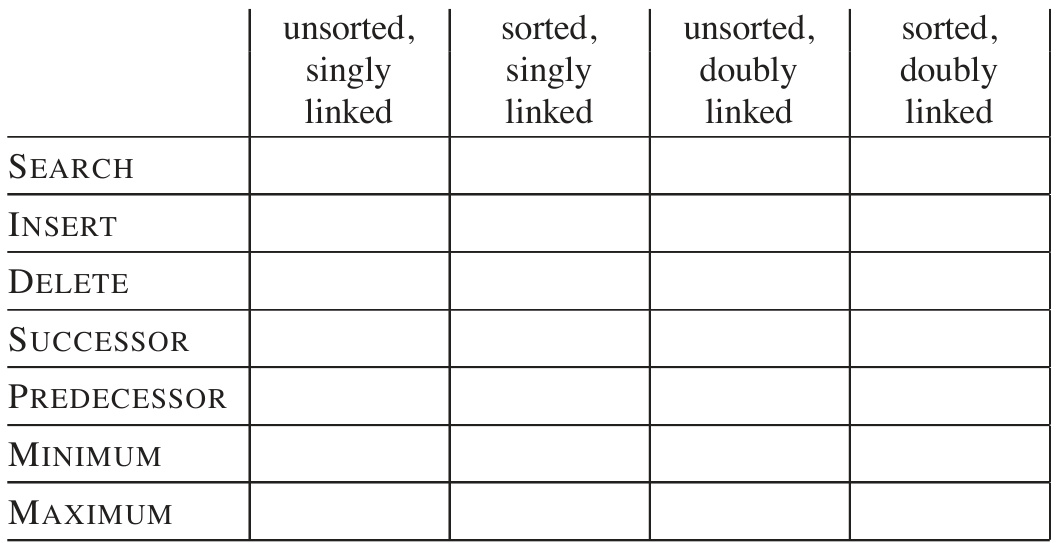 unsorted, sorted, unsorted, sorted,
singly singly doubly doubly
linked linked linked linked
SEARCH
INSERT
DELETE
SUCCESSOR
PREDECESSOR
MINIMUM
MAXIMUM